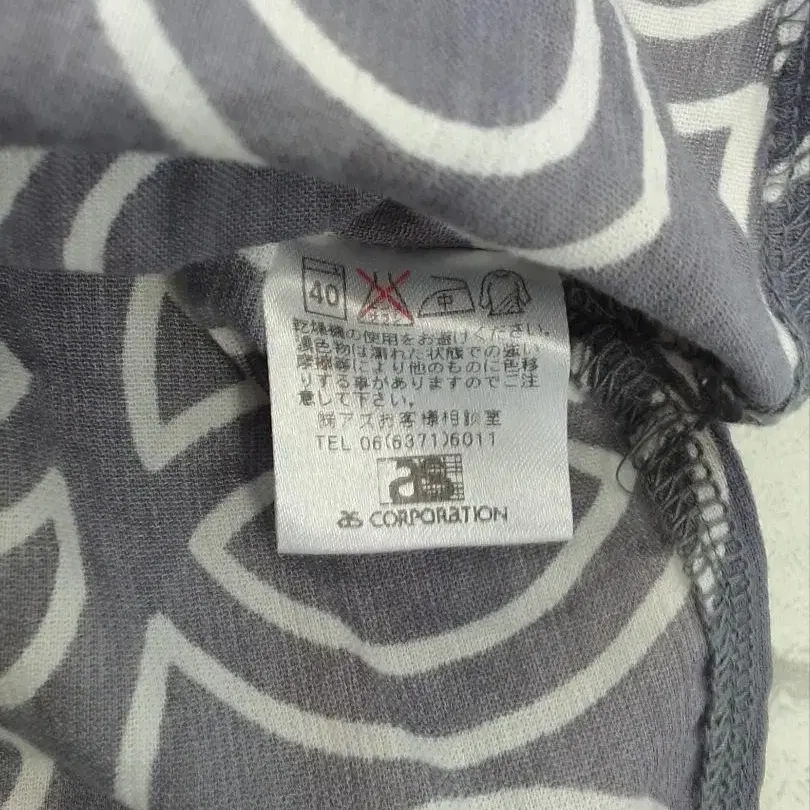 40 中
乾燥機の使用をお避けください。
濃色物は濡れた状態での強い
摩擦等により他のものに色移
りする事がありますのでご注
意して下さい。
㈱アズお客様相談室
TEL 06(6371)6011
as
as CORPORATION